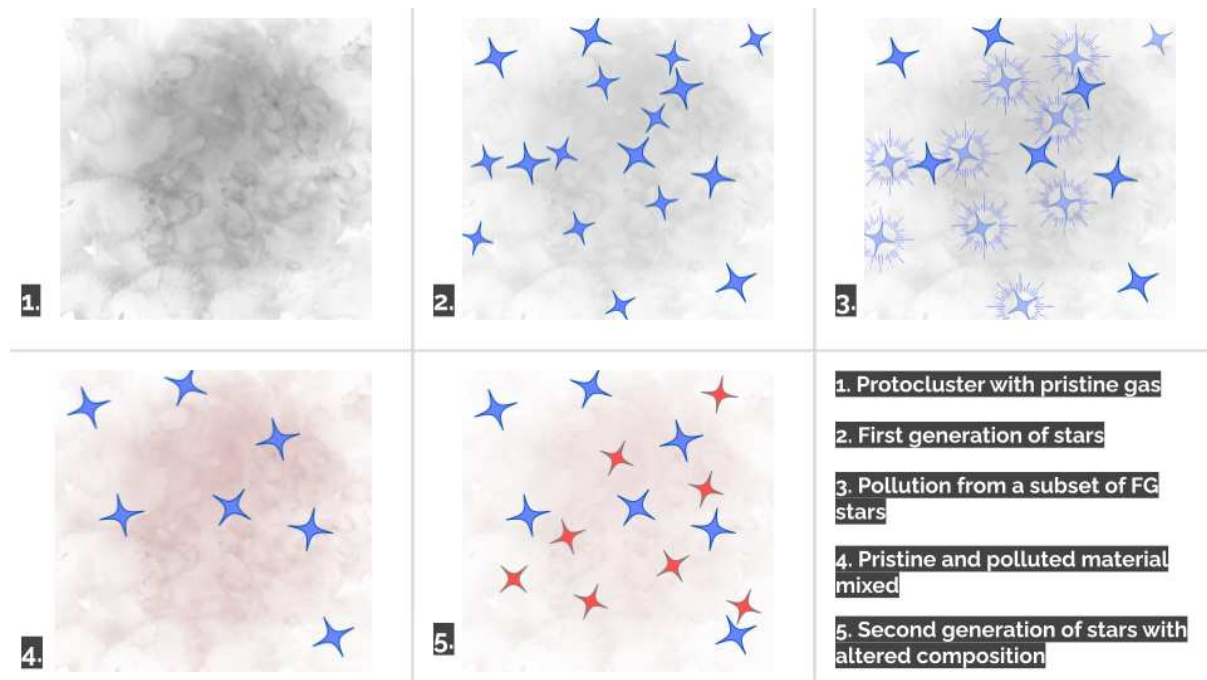 1.
2.
3.
4.
5.
1. Protocluster with pristine gas
2. First generation of stars
3. Pollution from a subset of FG
stars
4. Pristine and polluted material
mixed
5. Second generation of stars with
altered composition